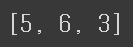 [5, 6, 3]